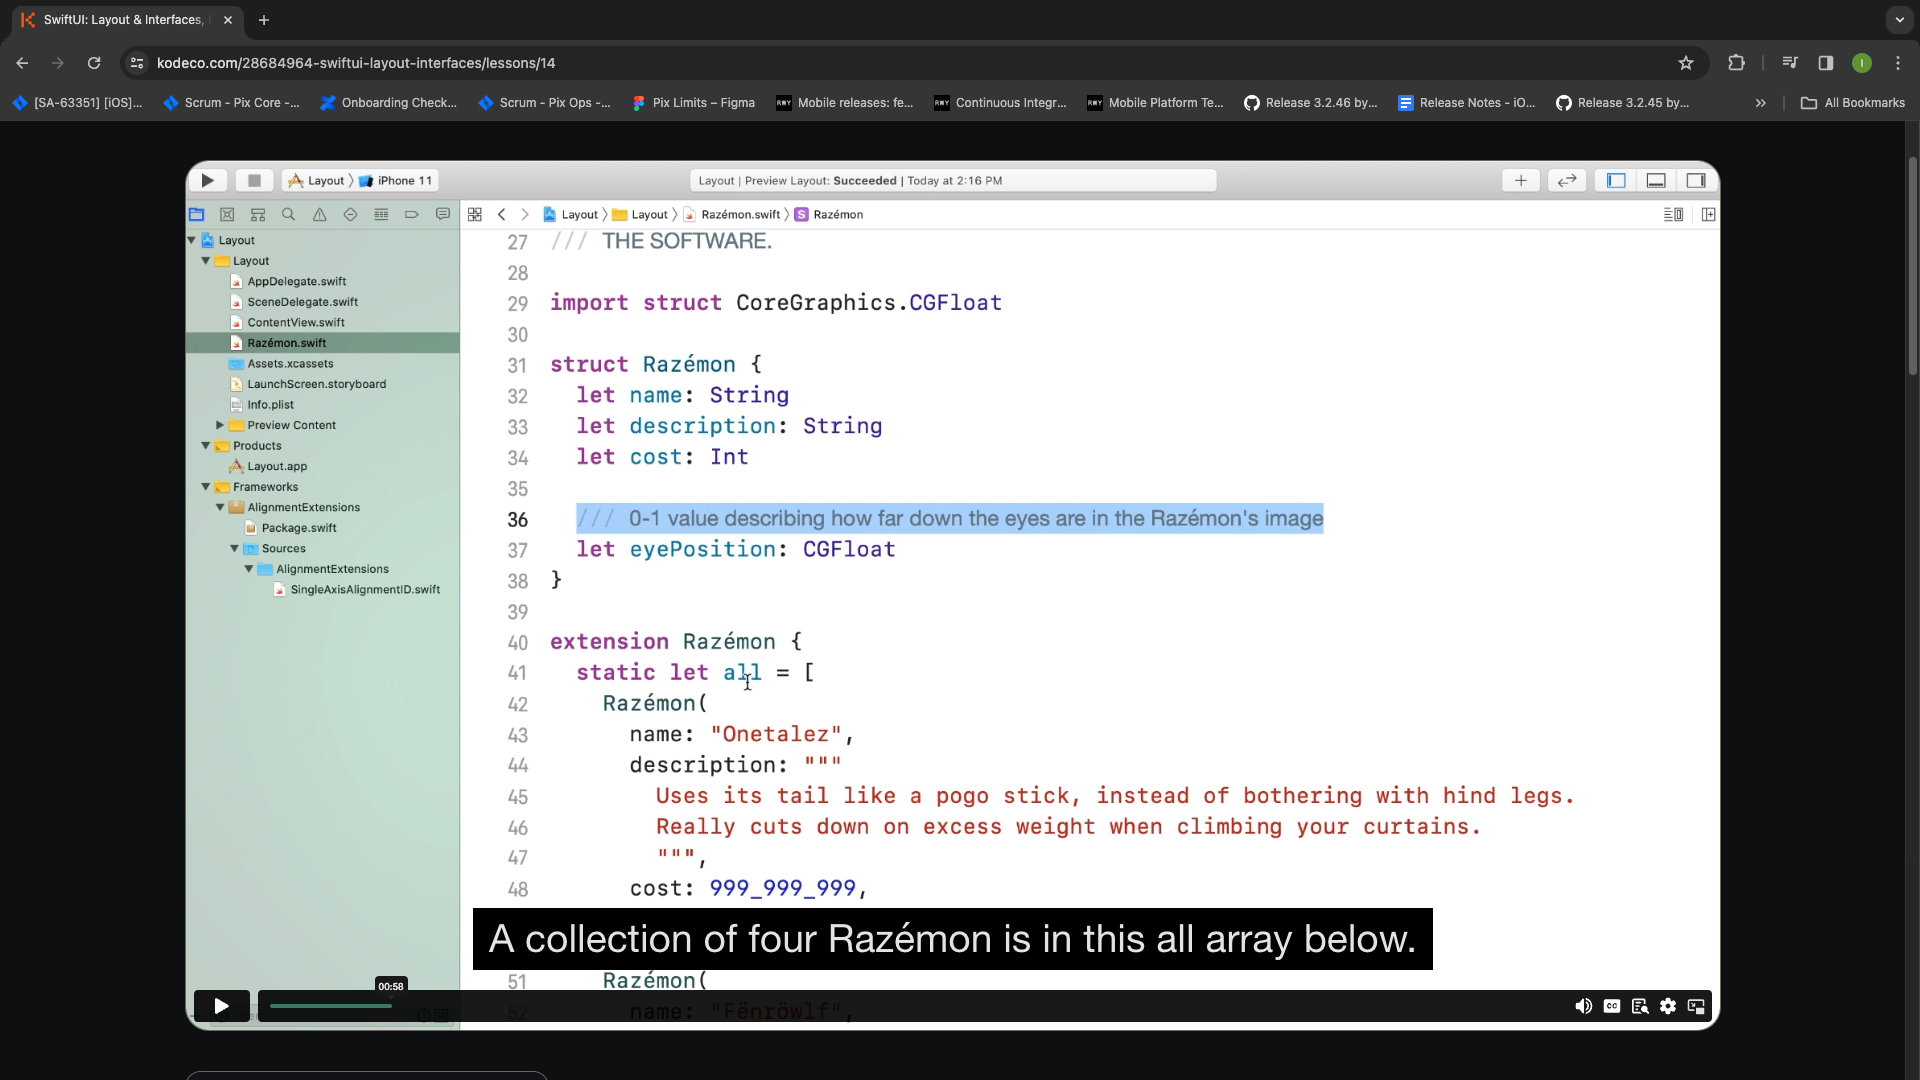 SwiftUI: Layout & Interfaces,
kodeco.com/28684964-swiftui-layout-interfaces/lessons/14
I
[SA-63351] [iOS]...
Scrum - Pix Core -...
Onboarding Check...
Scrum - Pix Ops -...
Pix Limits – Figma
Mobile releases: fe...
Continuous Integr...
Mobile Platform Te...
Release 3.2.46 by...
Release Notes - iO...
Release 3.2.45 by...
All Bookmarks
Layout
iPhone 11
Layout | Preview Layout: Succeeded | Today at 2:16 PM
Layout
Layout
Razémon.swift
S
Razémon
Layout
Layout
AppDelegate.swift
SceneDelegate.swift
ContentView.swift
Razémon.swift
Assets.xcassets
LaunchScreen.storyboard
Info.plist
Preview Content
Products
Layout.app
Frameworks
AlignmentExtensions
Package.swift
Sources
AlignmentExtensions
SingleAxisAlignmentID.swift
27 /// THE SOFTWARE.
28
29 import struct CoreGraphics.CGFloat
30
31 struct Razémon {
32 let name: String
33 let description: String
34 let cost: Int
35
36 /// 0-1 value describing how far down the eyes are in the Razémon's image
37 let eyePosition: CGFloat
38 }
39
40 extension Razémon {
41 static let all = [
42 Razémon(
43 name: "Onetalez",
44 description: """
45 Uses its tail like a pogo stick, instead of bothering with hind legs.
46 Really cuts down on excess weight when climbing your curtains.
47 """,
48 cost: 999_999_999,
A collection of four Razémon is in this all array below.
51 Razémon(
52 name: "Fënröwlf",
00:58
CC